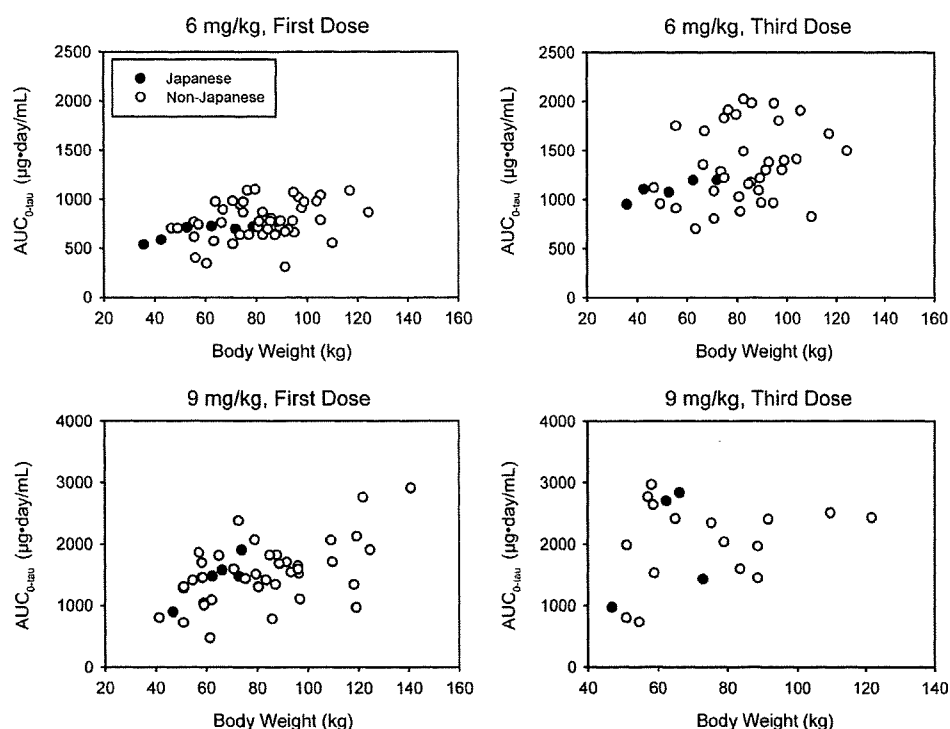 6 mg/kg, First Dose
2500
2000
1500
1000
500
0
AUC0-tau (µg•day/mL)
Japanese
Non-Japanese
20 40 60 80 100 120 140 160
Body Weight (kg)
6 mg/kg, Third Dose
2500
2000
1500
1000
500
0
AUC0-tau (µg•day/mL)
20 40 60 80 100 120 140 160
Body Weight (kg)
9 mg/kg, First Dose
4000
3000
2000
1000
0
AUC0-tau (µg•day/mL)
20 40 60 80 100 120 140 160
Body Weight (kg)
9 mg/kg, Third Dose
4000
3000
2000
1000
0
AUC0-tau (µg•day/mL)
40 60 80 100 120 140
Body Weight (kg)